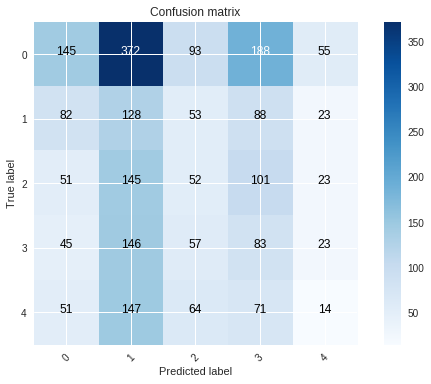 Confusion matrix
0 145 372 93 188 55
1 82 128 53 88 23
2 51 145 52 101 23
3 45 146 57 83 23
4 51 147 64 71 14
0 1 2 3 4
True label
Predicted label
350
300
250
200
150
100
50